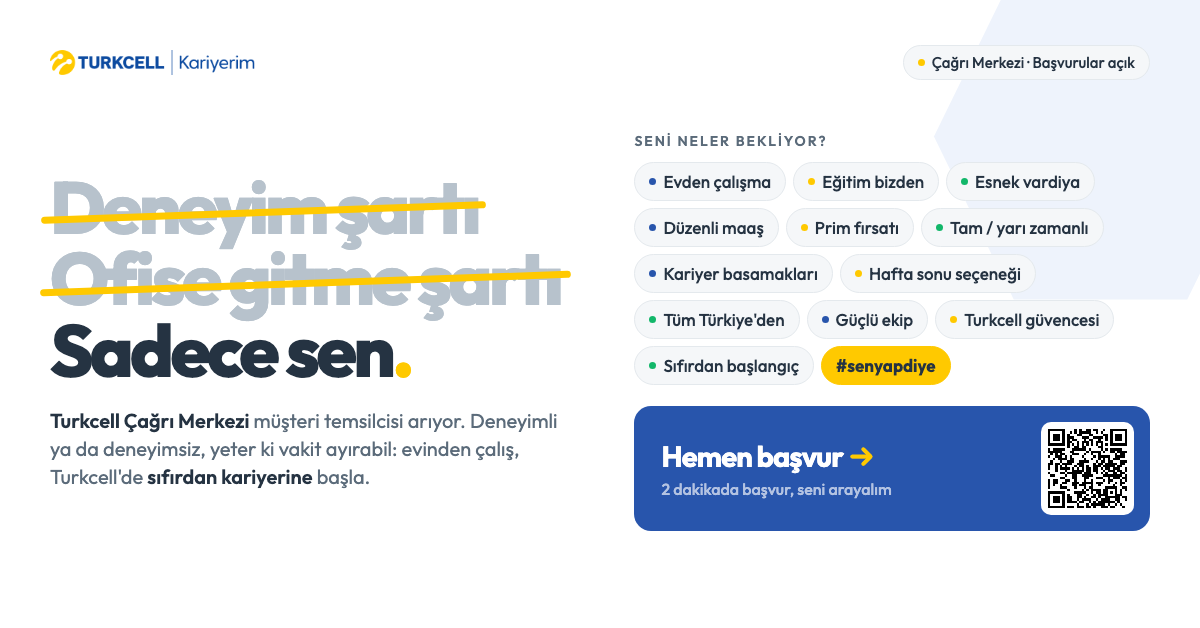 TURKCELL | Kariyerim
Çağrı Merkezi · Başvurular açık
Deneyim şartı
Ofise gitme şartı
Sadece sen.
Turkcell Çağrı Merkezi müşteri temsilcisi arıyor. Deneyimli
ya da deneyimsiz, yeter ki vakit ayırabil: evinden çalış,
Turkcell'de sıfırdan kariyerine başla.
SENİ NELER BEKLİYOR?
Evden çalışma
Eğitim bizden
Esnek vardiya
Düzenli maaş
Prim fırsatı
Tam / yarı zamanlı
Kariyer basamakları
Hafta sonu seçeneği
Tüm Türkiye'den
Güçlü ekip
Turkcell güvencesi
Sıfırdan başlangıç
#senyapdiye
Hemen başvur →
2 dakikada başvur, seni arayalım